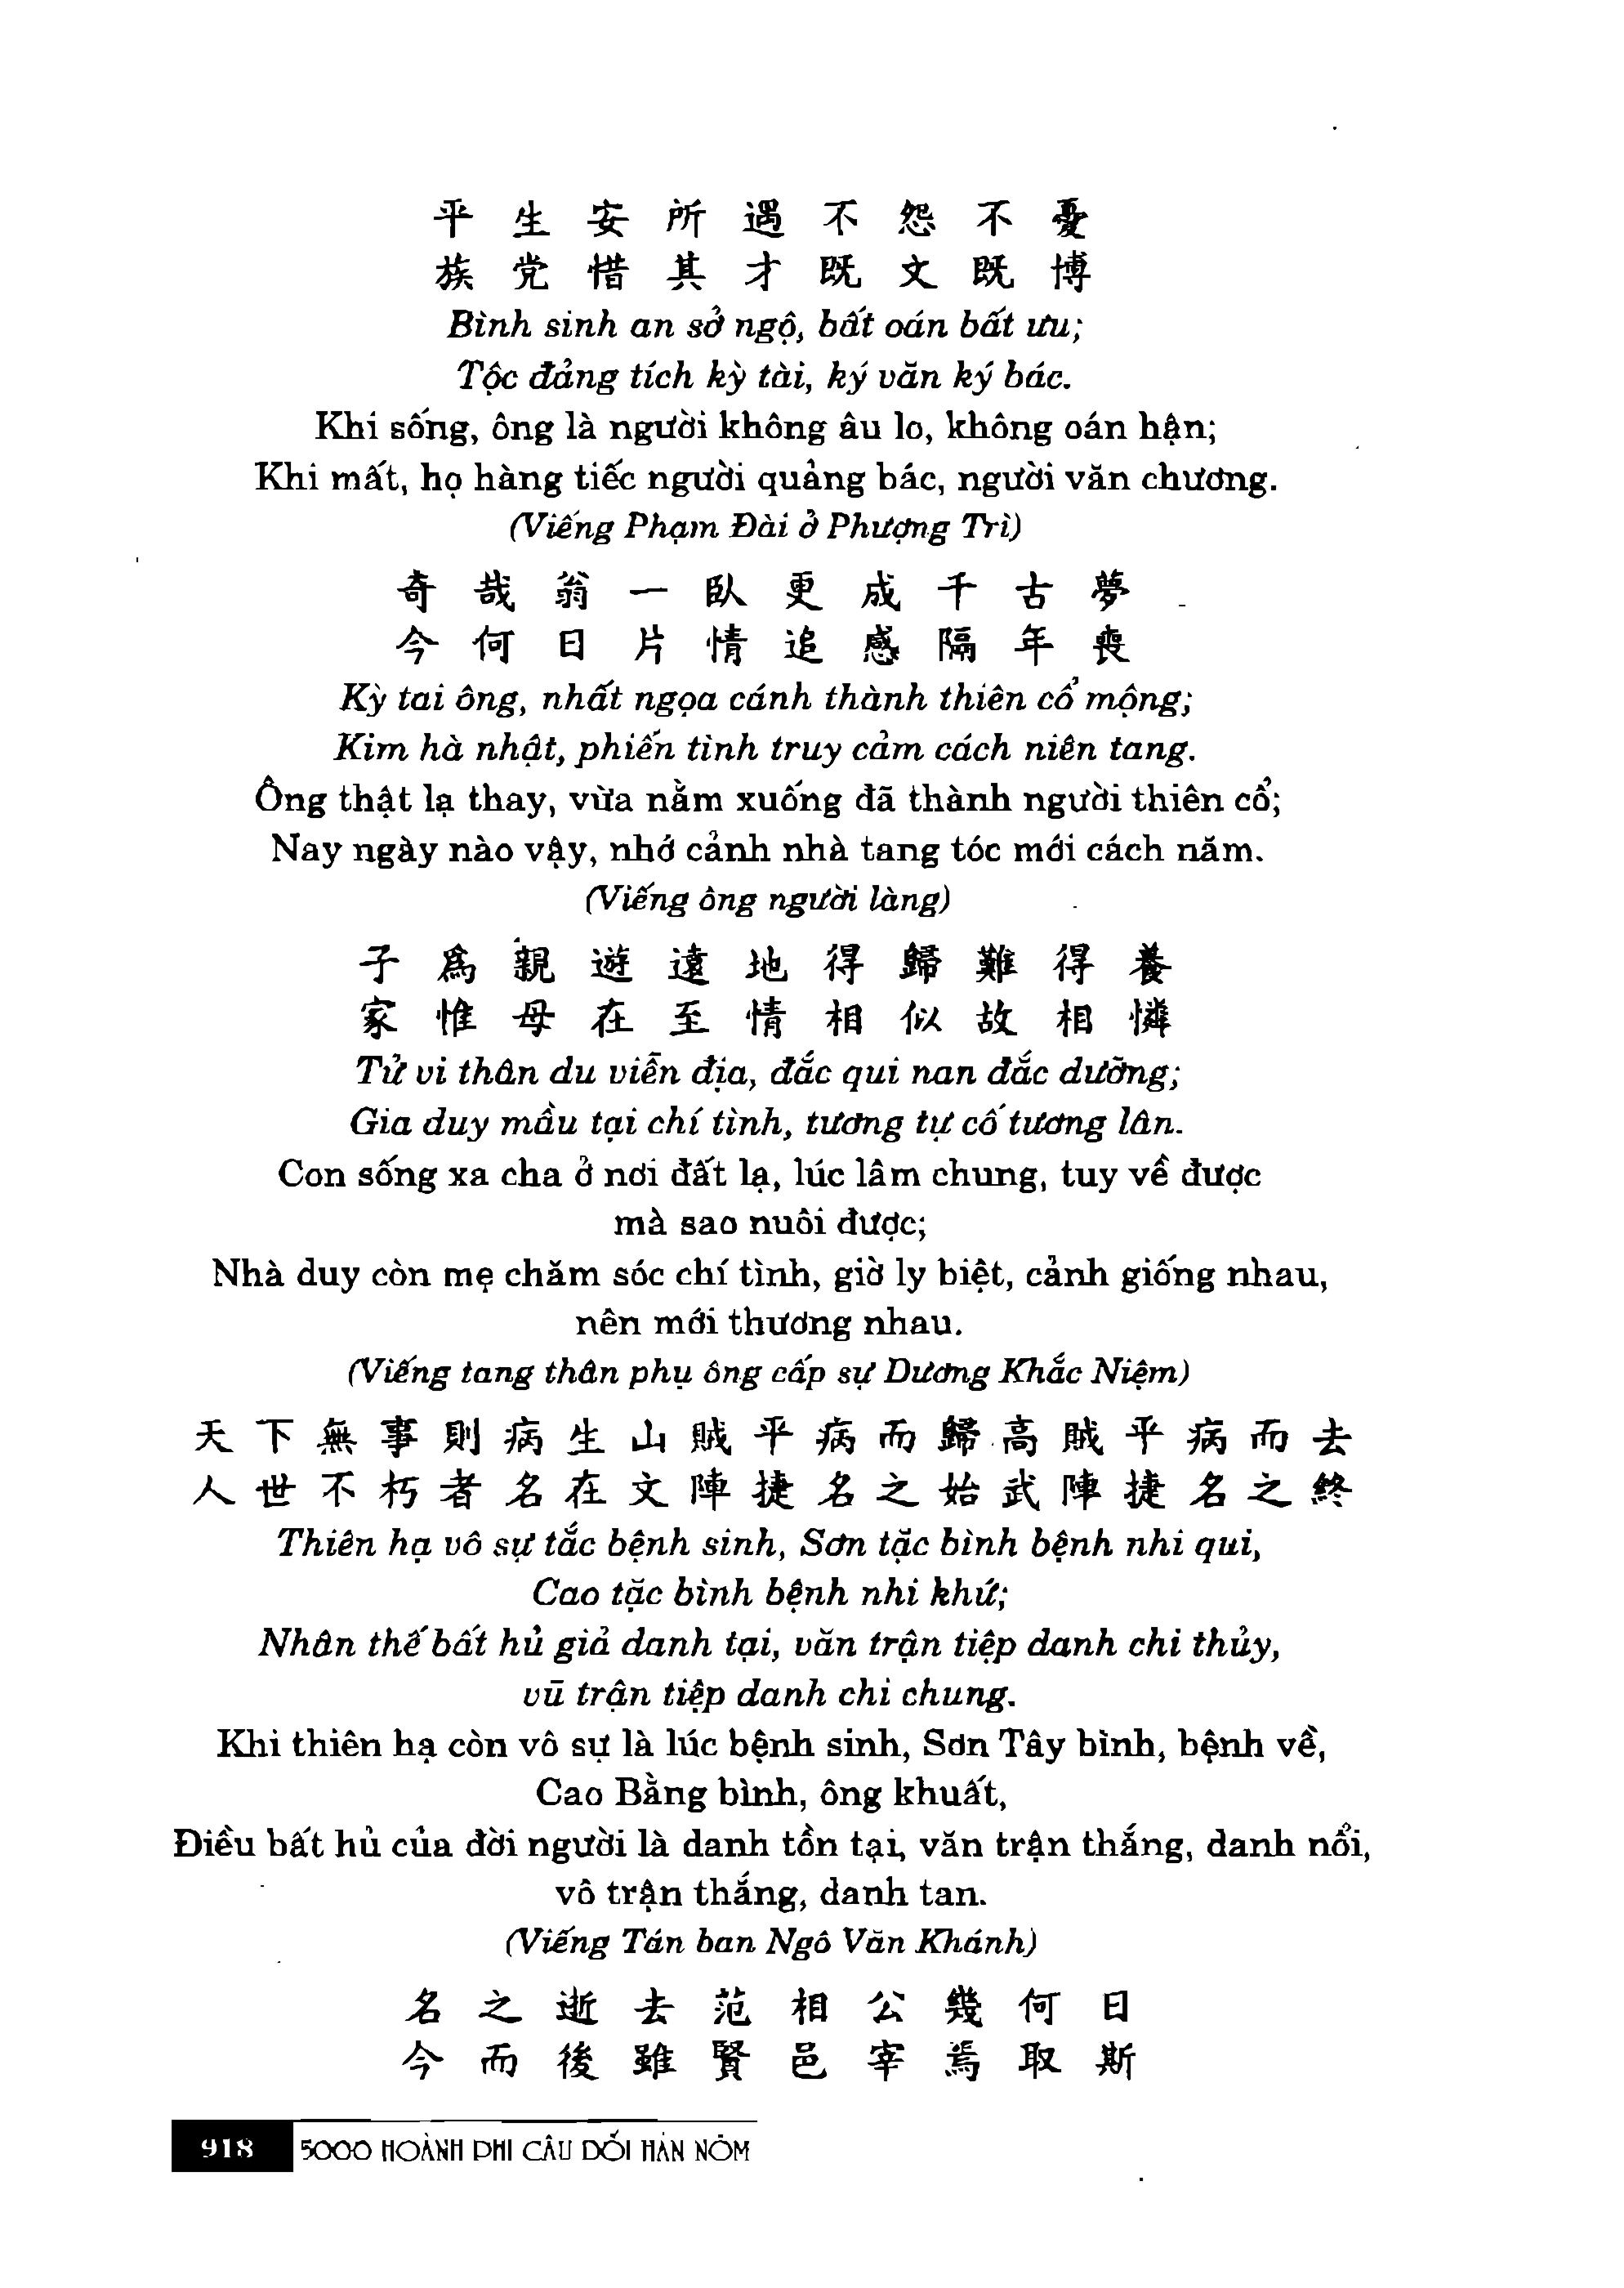 平生安所遇不怨不憂
族党惜其才既文既博
Bình sinh an sở ngộ, bất oán bất ưu;
Tộc đảng tích kỳ tài, ký văn ký bác.
Khi sống, ông là người không âu lo, không oán hận;
Khi mất, họ hàng tiếc người quảng bác, người văn chương.
(Viếng Phạm Đài ở Phượng Trì)
奇哉翁一臥更成千古夢
今何日片情追感隔年喪
Kỳ tai ông, nhất ngọa cánh thành thiên cổ mộng;
Kim hà nhật, phiến tình truy cảm cách niên tang.
Ông thật lạ thay, vừa nằm xuống đã thành người thiên cổ;
Nay ngày nào vậy, nhớ cảnh nhà tang tóc mới cách năm.
(Viếng ông người làng)
子爲親遊遠地得歸難得養
家惟母在至情相似故相憐
Tử vi thân du viễn địa, đắc qui nan đắc dưỡng;
Gia duy mẫu tại chí tình, tương tự cố tương lân.
Con sống xa cha ở nơi đất lạ, lúc lâm chung, tuy về được
mà sao nuôi được;
Nhà duy còn mẹ chăm sóc chí tình, giờ ly biệt, cảnh giống nhau,
nên mới thương nhau.
(Viếng tang thân phụ ông cấp sự Dương Khắc Niệm)
天下無事則病生山賊平病而歸高賊平病而去
人世不朽者名在文陣捷名之始武陣捷名之終
Thiên hạ vô sự tắc bệnh sinh, Sơn tặc bình bệnh nhi qui,
Cao tặc bình bệnh nhi khứ;
Nhân thế bất hủ giả danh tại, văn trận tiệp danh chi thủy,
vũ trận tiệp danh chi chung.
Khi thiên hạ còn vô sự là lúc bệnh sinh, Sơn Tây bình, bệnh về,
Cao Bằng bình, ông khuất,
Điều bất hủ của đời người là danh tồn tại, văn trận thắng, danh nổi,
vô trận thắng, danh tan.
(Viếng Tán ban Ngô Văn Khánh)
名之逝去范相公幾何日
今而後雖賢邑宰焉取斯
918 5000 HOÀNH PHI CÂU ĐỐI HÁN NÔM